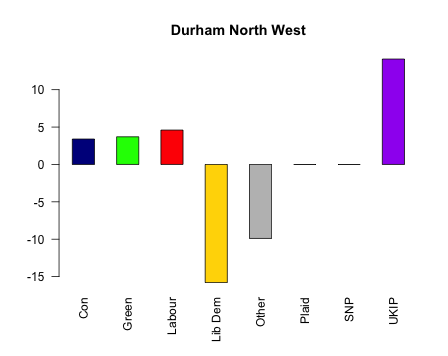 Durham North West
10
5
0
-5
-10
-15
Con
Green
Labour
Lib Dem
Other
Plaid
SNP
UKIP